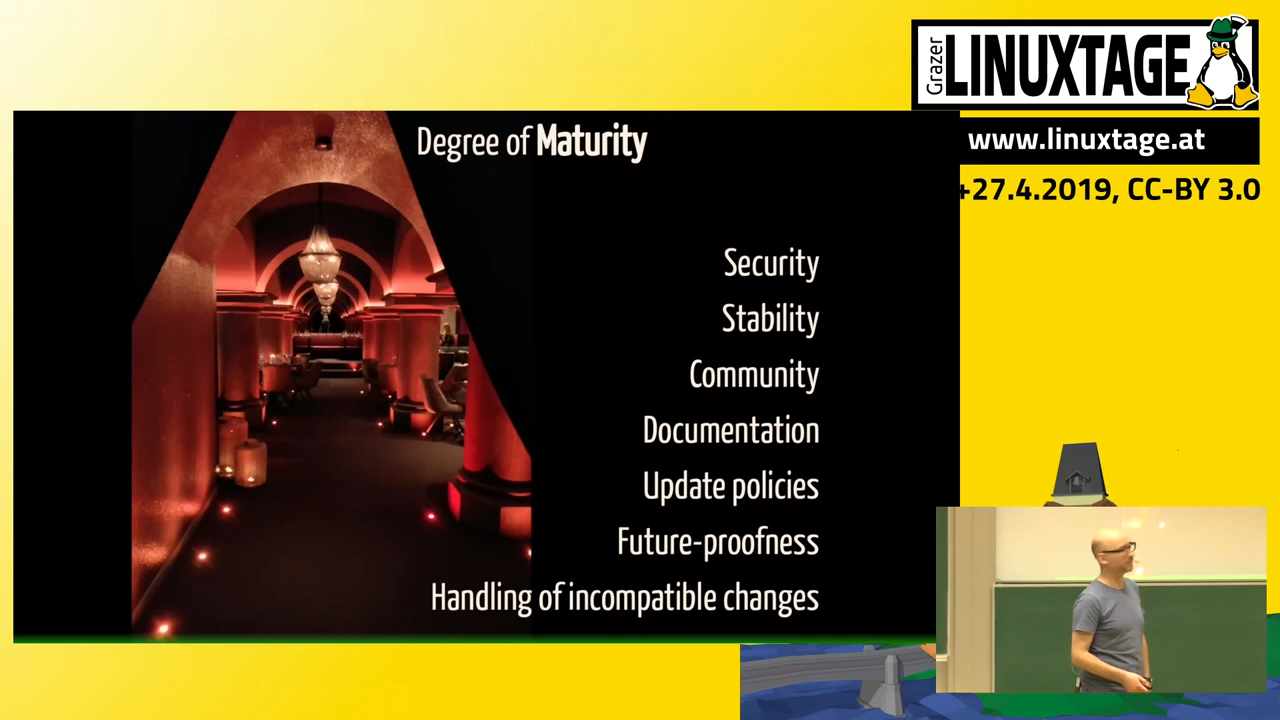 Grazer
LINUXTAGE
www.linuxtage.at
+27.4.2019, CC-BY 3.0
Degree of Maturity
Security
Stability
Community
Documentation
Update policies
Future-proofness
Handling of incompatible changes